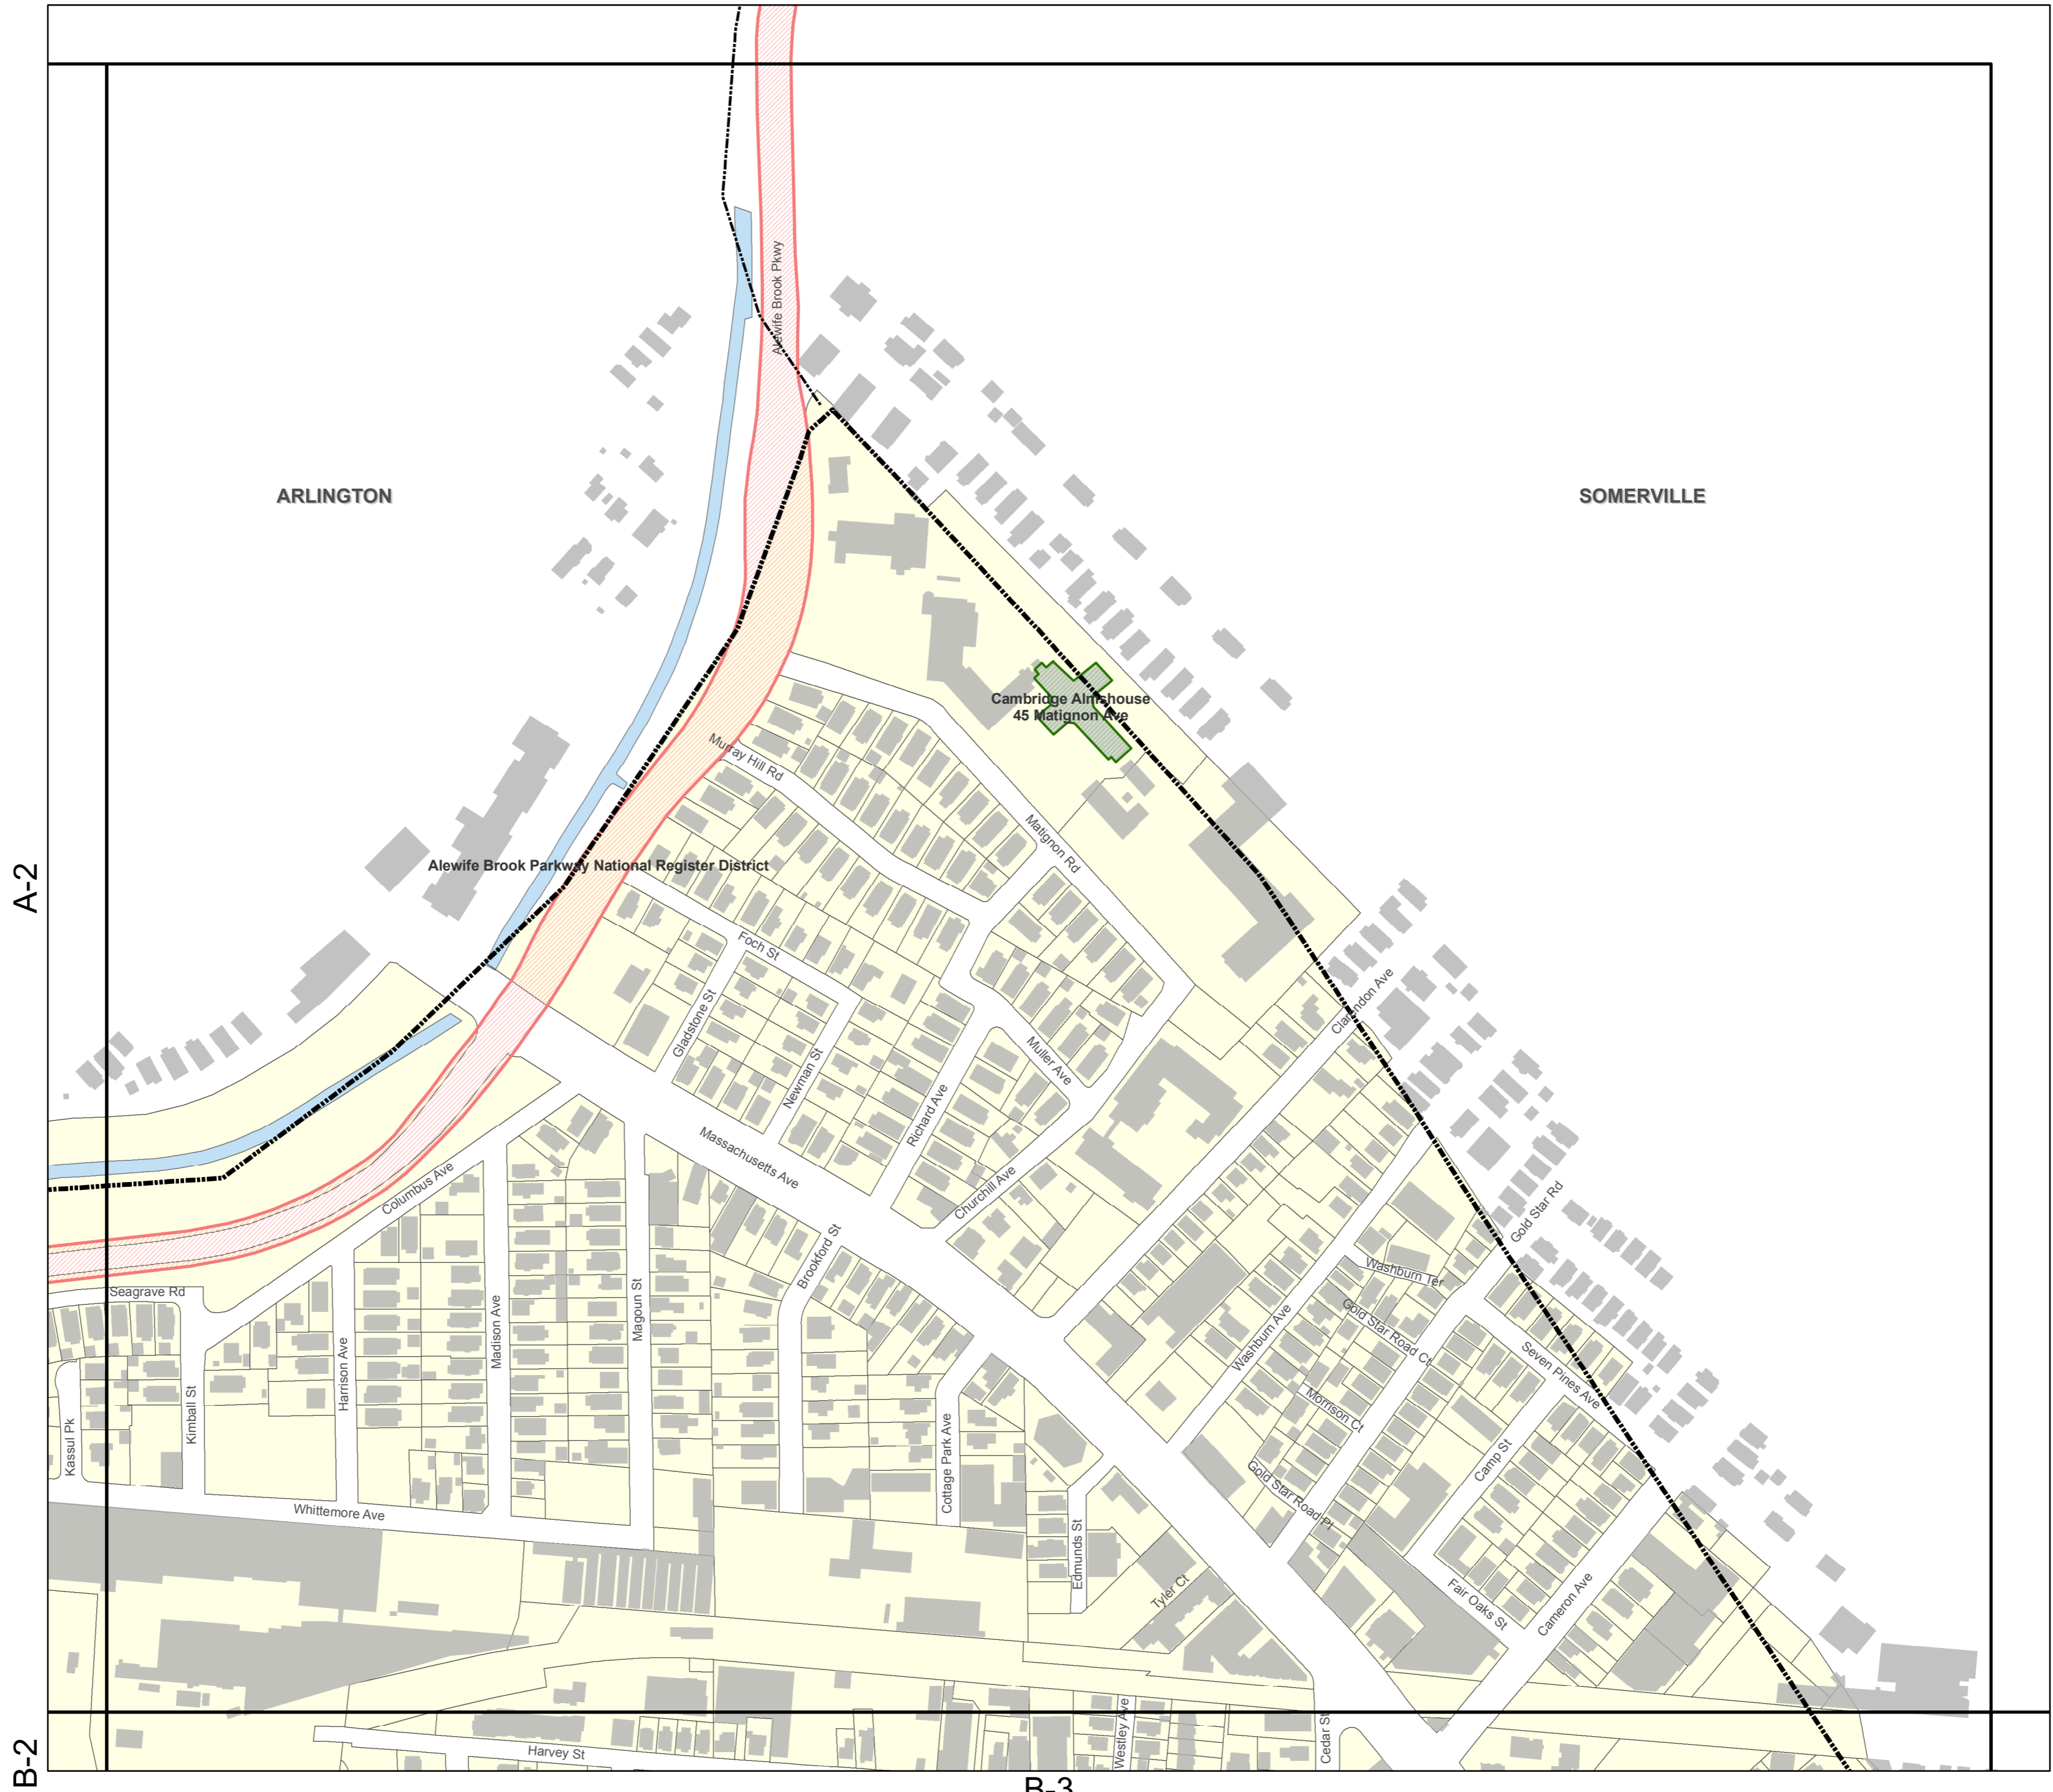 Alewife Brook Pkwy
ARLINGTON
SOMERVILLE
Cambridge Almshouse
45 Matignon Ave
Murray Hill Rd
Matignon Rd
Alewife Brook Parkway National Register District
A-2
Foch St
Clarendon Ave
Gladstone St
Newman St
Muller Ave
Richard Ave
Massachusetts Ave
Columbus Ave
Churchill Ave
Gold Star Rd
Brookford St
Washburn Ter
Seagrave Rd
Magoun St
Madison Ave
Harrison Ave
Washburn Ave
Gold Star Road Ct
Seven Pines Ave
Kimball St
Morrison Ct
Kassul Pk
Cottage Park Ave
Camp St
Gold Star Road Pl
Whittemore Ave
Edmunds St
Tyler Ct
Fair Oaks St
Cameron Ave
Westley Ave
Cedar St
Harvey St
B-2
B-3